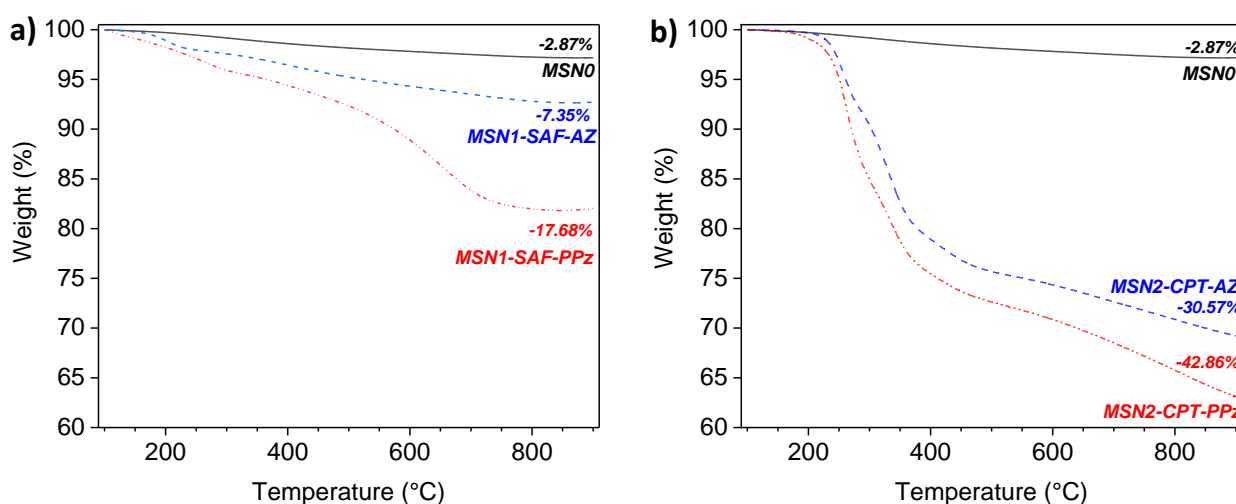 a)
100
95
90
85
80
75
70
65
60
Weight (%)
-2.87%
MSN0
-7.35%
MSN1-SAF-AZ
-17.68%
MSN1-SAF-PPz
200
400
600
800
Temperature (°C)
b)
100
95
90
85
80
75
70
65
60
Weight (%)
-2.87%
MSN0
MSN2-CPT-AZ
-30.57%
-42.86%
MSN2-CPT-PPz
200
400
600
800
Temperature (°C)